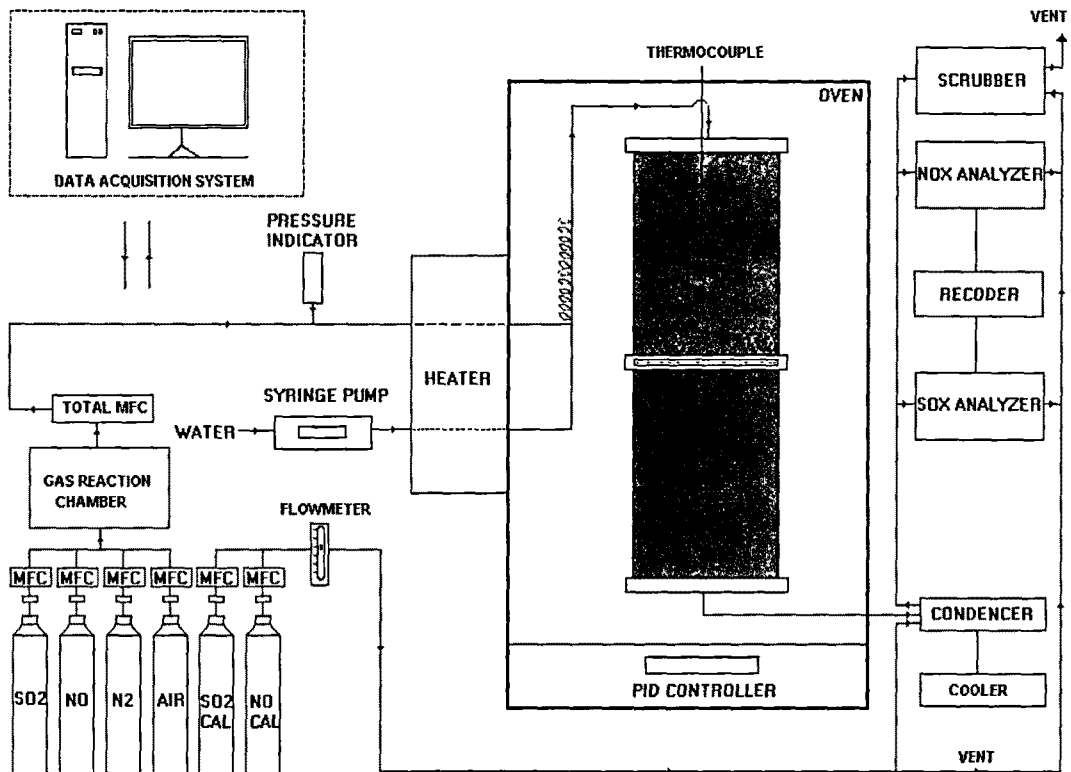 VENT
THERMOCOUPLE
OVEN
SCRUBBER
DATA ACQUISITION SYSTEM
NOX ANALYZER
PRESSURE
INDICATOR
RECODER
HEATER
SYRINGE PUMP
SOX ANALYZER
TOTAL MFC
WATER
GAS REACTION
CHAMBER
FLOWMETER
MFC
MFC
MFC
MFC
MFC
MFC
CONDENCER
SO2
NO
N2
AIR
SO2
CAL
NO
CAL
PID CONTROLLER
COOLER
VENT